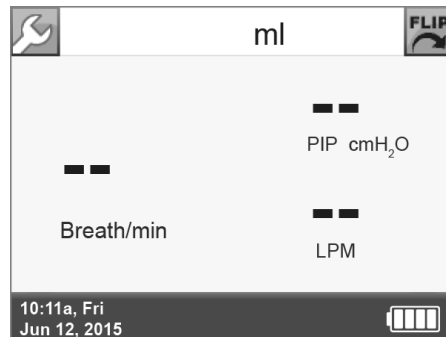 ml
FLIP
--
PIP cmH₂O
--
Breath/min
--
LPM
10:11a, Fri
Jun 12, 2015